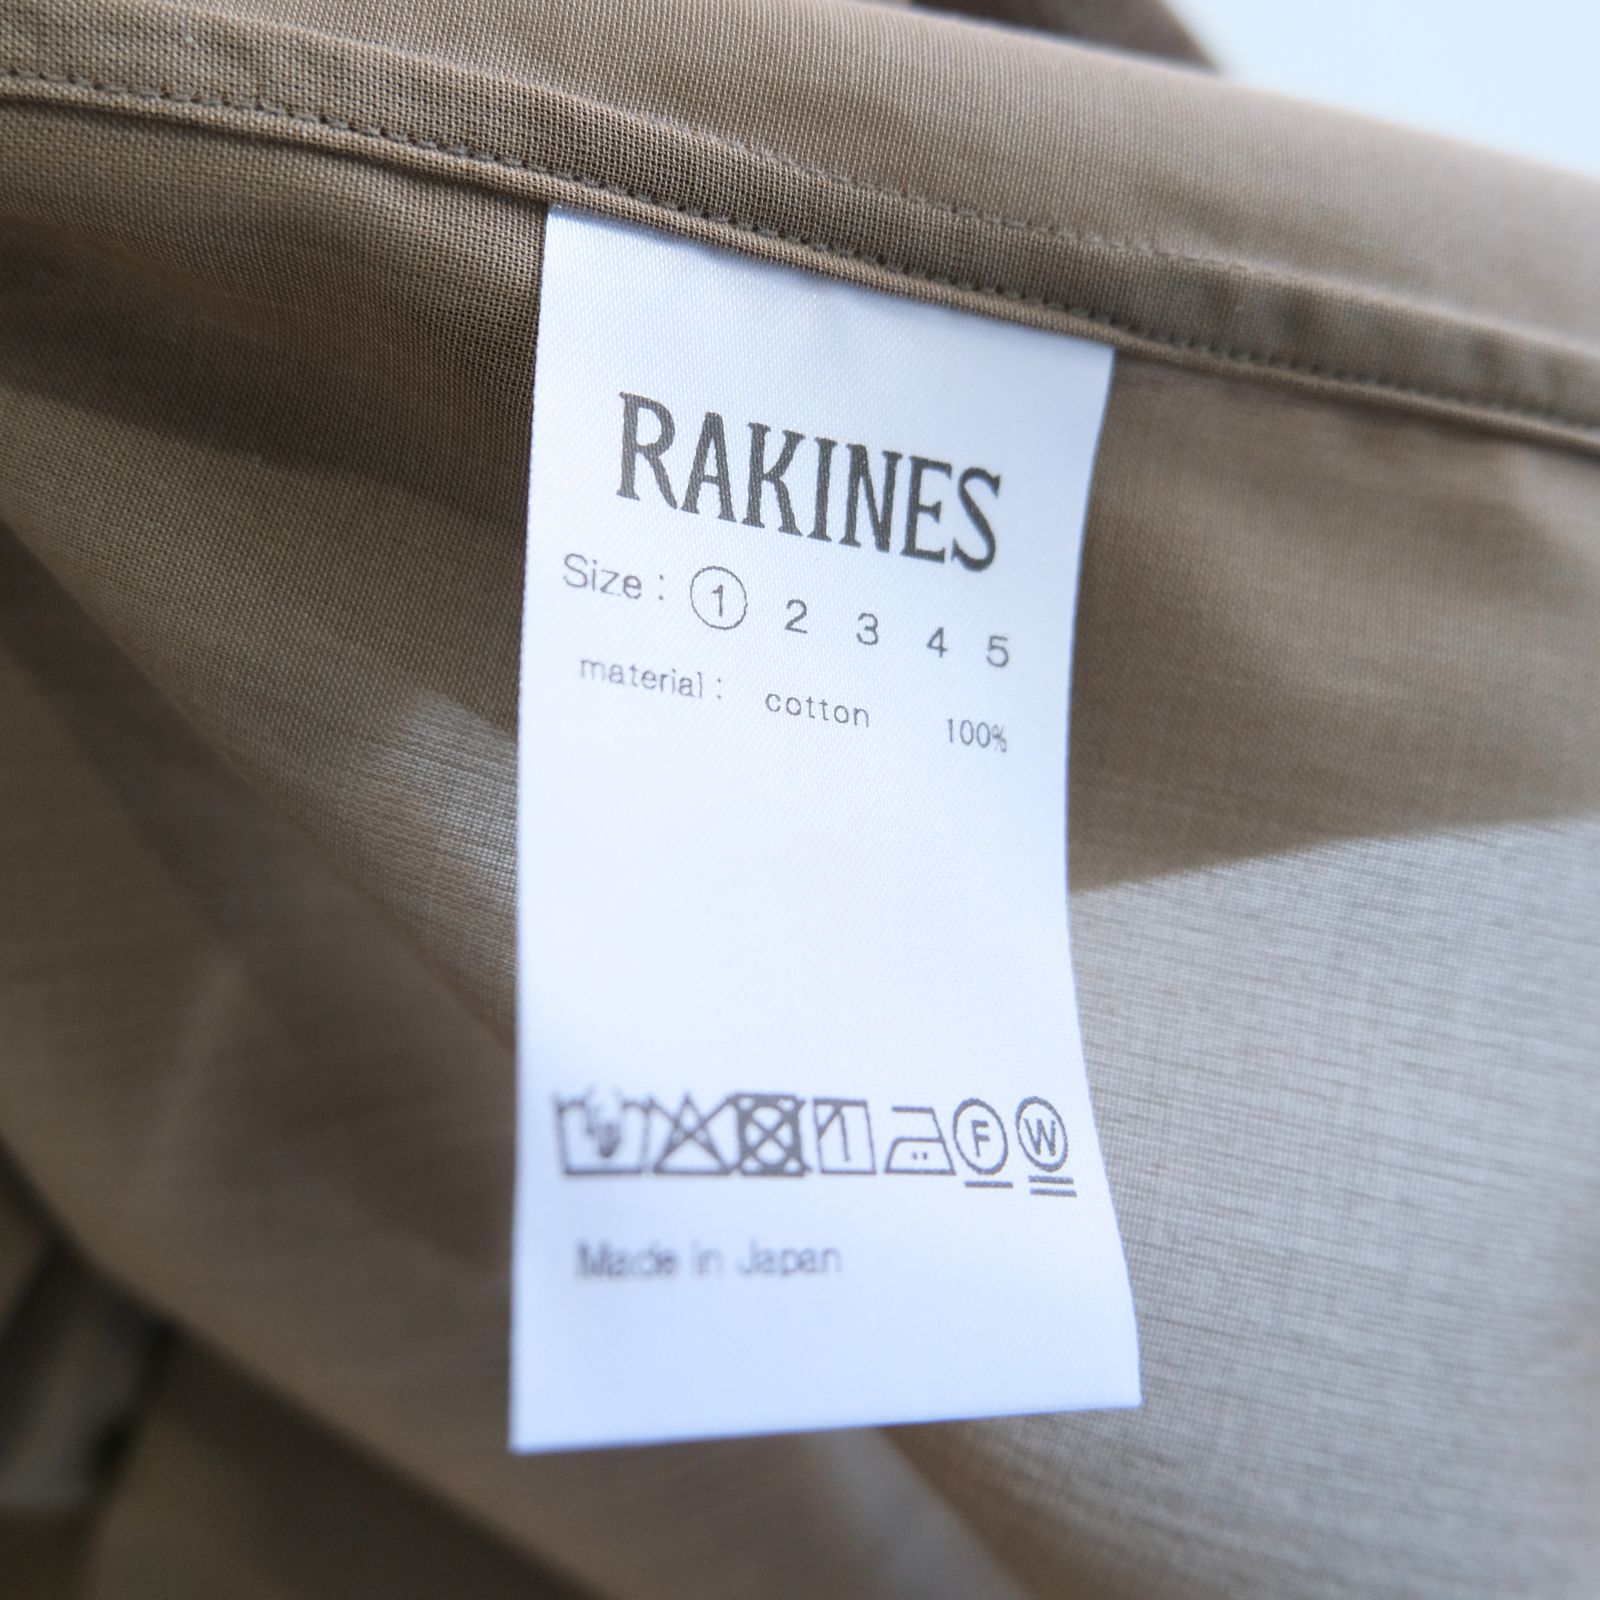 RAKINES
Size : 1 2 3 4 5
material : cotton 100%
F W
Made in Japan